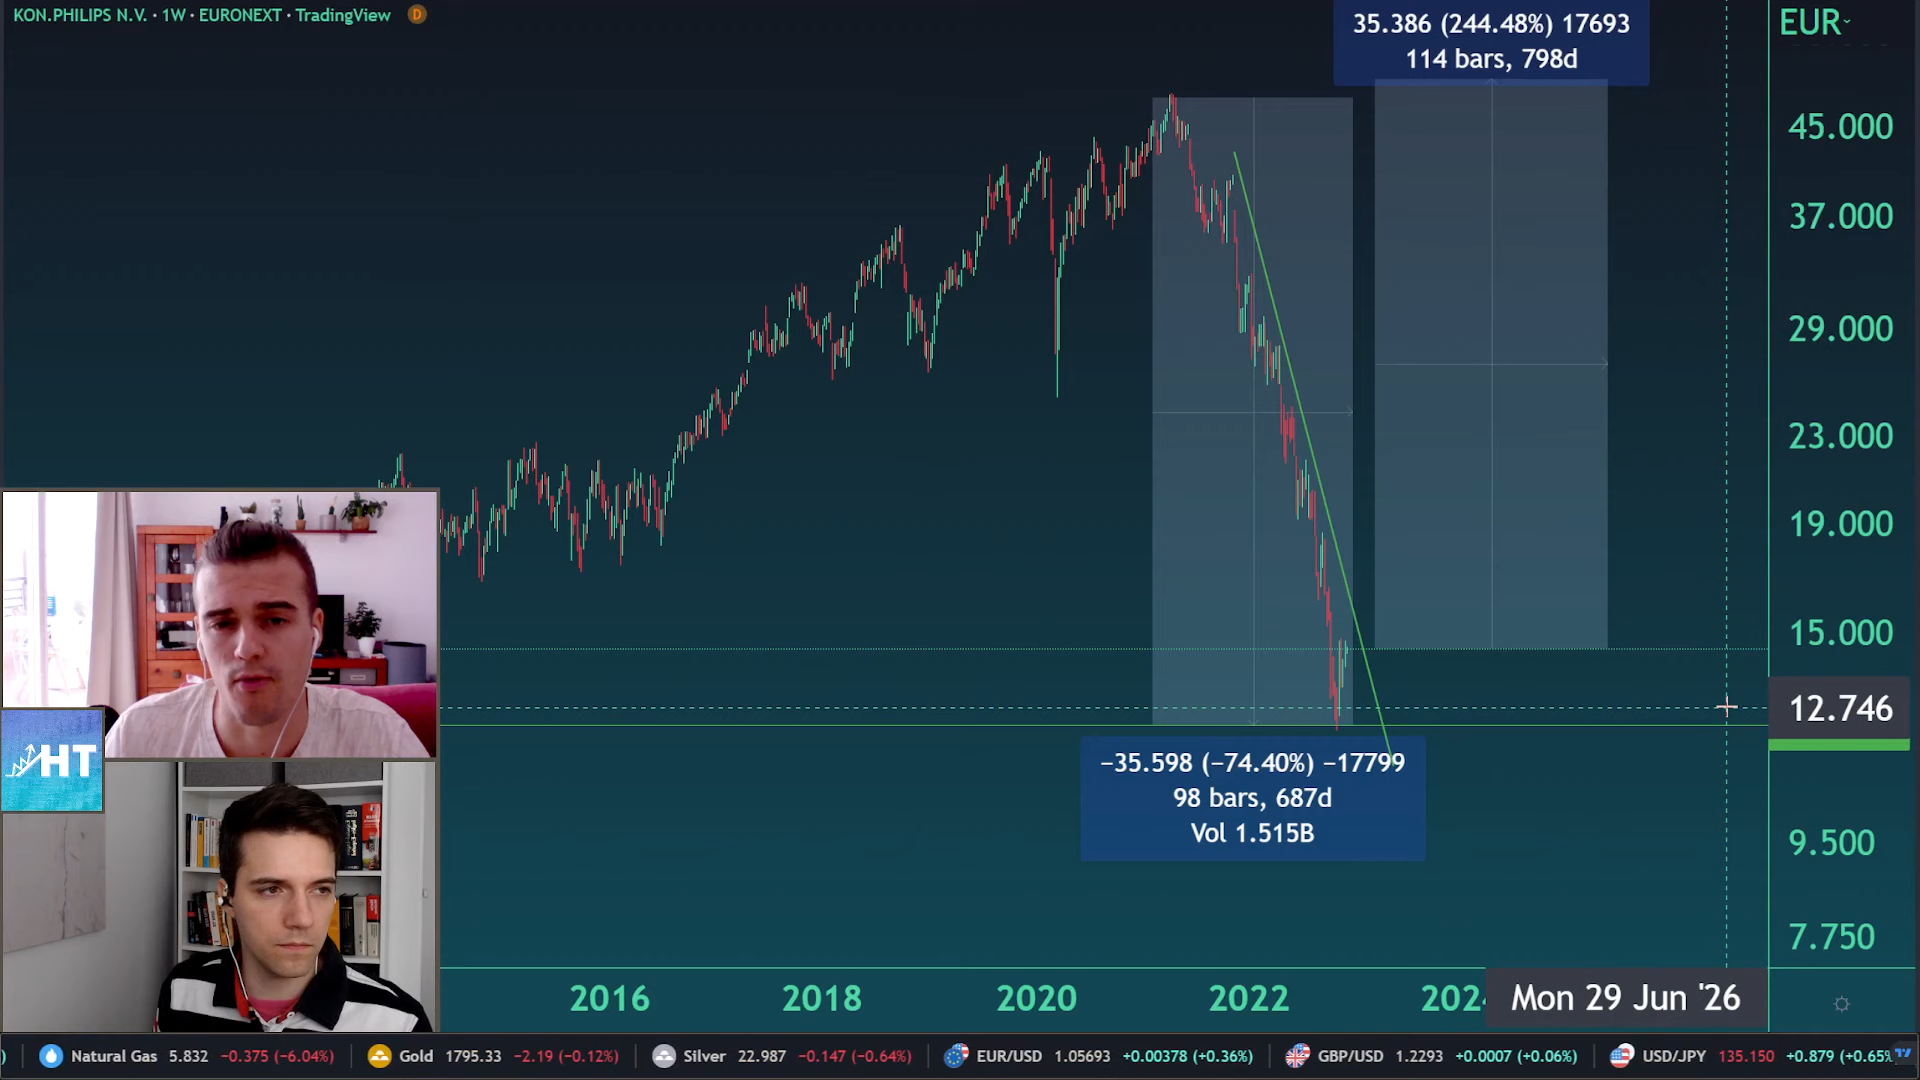 KON.PHILIPS N.V. · 1W · EURONEXT · TradingView D
EUR
35.386 (244.48%) 17693
114 bars, 798d
45.000
37.000
29.000
23.000
19.000
15.000
12.746
9.500
7.750
−35.598 (−74.40%) −17799
98 bars, 687d
Vol 1.515B
HT
2016 2018 2020 2022 202 Mon 29 Jun '26
Natural Gas 5.832 −0.375 (−6.04%) Gold 1795.33 −2.19 (−0.12%) Silver 22.987 −0.147 (−0.64%) EUR/USD 1.05693 +0.00378 (+0.36%) GBP/USD 1.2293 +0.0007 (+0.06%) USD/JPY 135.150 +0.879 (+0.65%